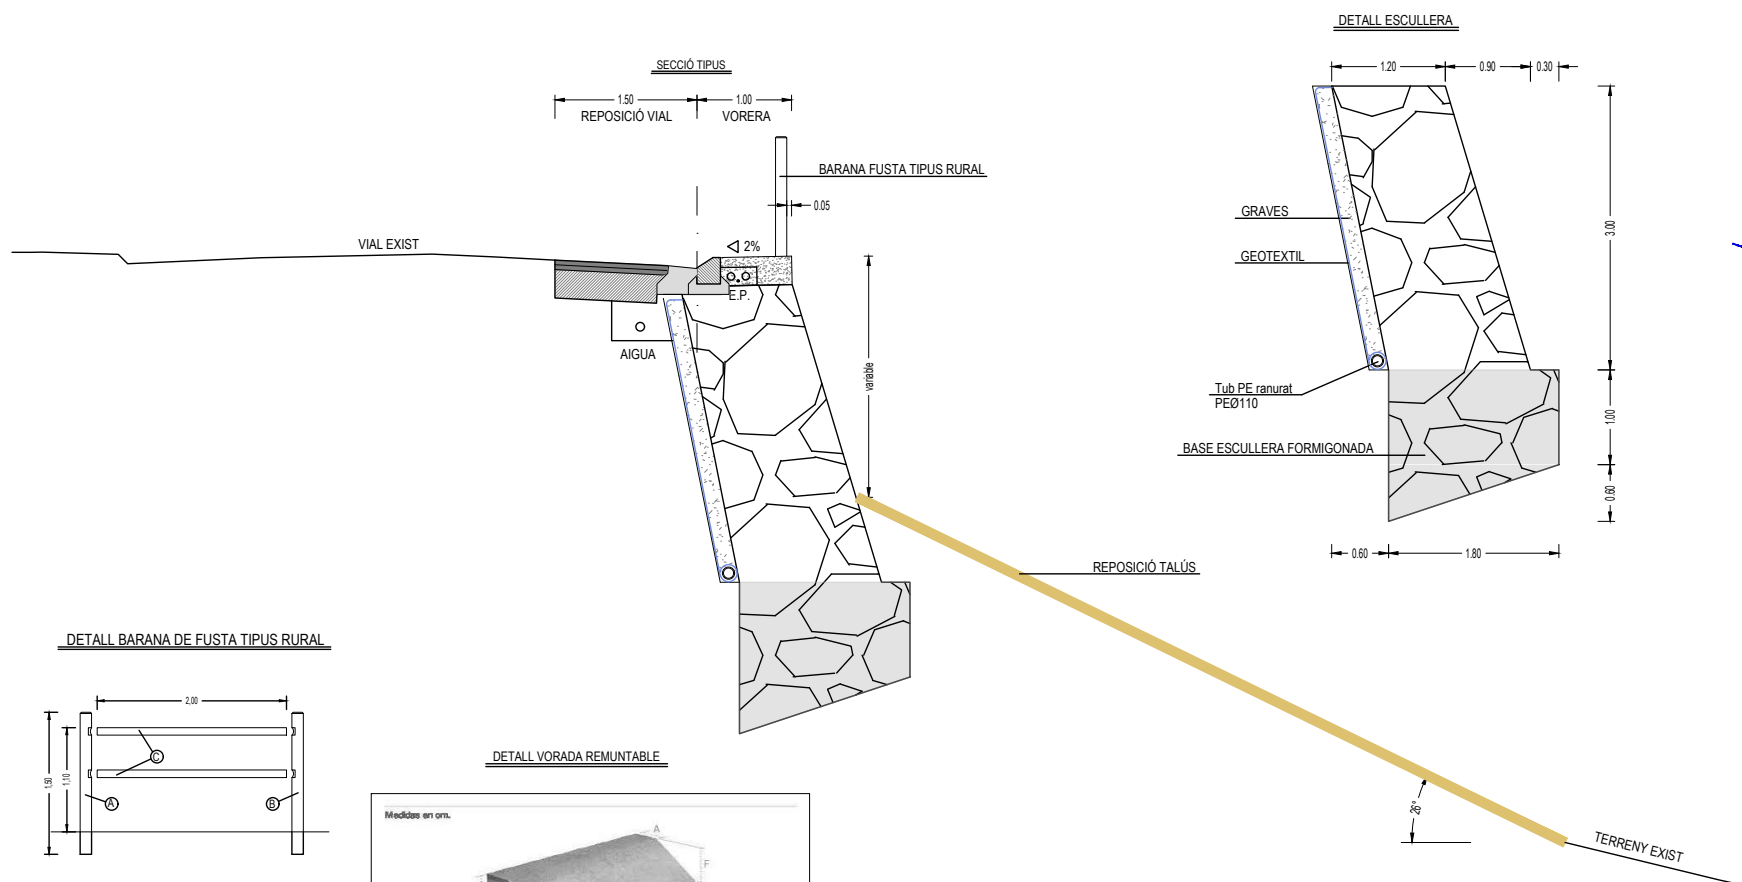 DETALL ESCULLERA
1.20
0.90
0.30
SECCIÓ TIPUS
1.50
1.00
REPOSICIÓ VIAL
VORERA
BARANA FUSTA TIPUS RURAL
0.05
GRAVES
3.00
VIAL EXIST
2%
GEOTEXTIL
E.P.
AIGUA
variable
Tub PE ranurat
PEØ110
1.00
BASE ESCULLERA FORMIGONADA
0.60
0.60
1.80
REPOSICIÓ TALÚS
DETALL BARANA DE FUSTA TIPUS RURAL
2,00
DETALL VORADA REMUNTABLE
C
1,10
A
B
26°
Medidas en cm.
A
F
TERRENY EXIST